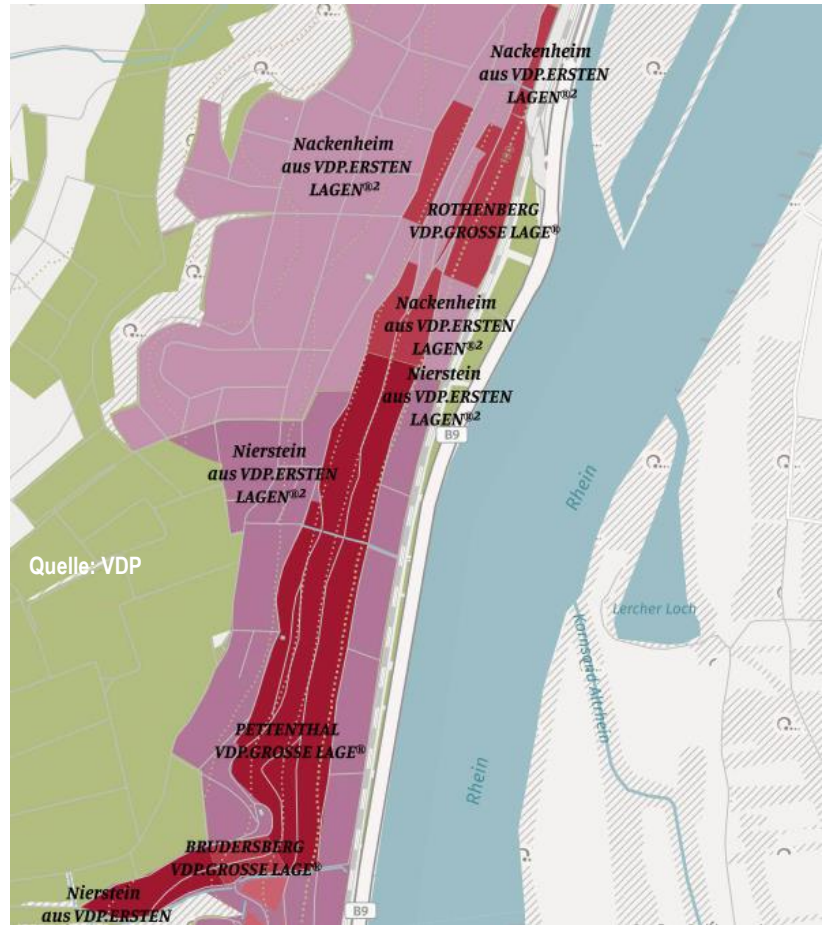 Nackenheim
aus VDP.ERSTEN
LAGEN®²
Nackenheim
aus VDP.ERSTEN
LAGEN®²
ROTHENBERG
VDP.GROSSE LAGE®
Nackenheim
aus VDP.ERSTEN
LAGEN®²
Nierstein
aus VDP.ERSTEN
LAGEN®²
B9
Nierstein
aus VDP.ERSTEN
LAGEN®²
Rhein
Quelle: VDP
Lercher Loch
Kornsand Altrhein
PETTENTHAL
VDP.GROSSE LAGE®
Rhein
BRUDERSBERG
VDP.GROSSE LAGE®
Nierstein
aus VDP.ERSTEN
B9